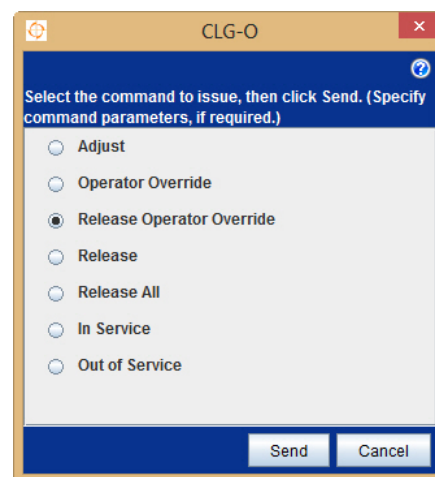 CLG-O
Select the command to issue, then click Send. (Specify
command parameters, if required.)
Adjust
Operator Override
Release Operator Override
Release
Release All
In Service
Out of Service
Send Cancel